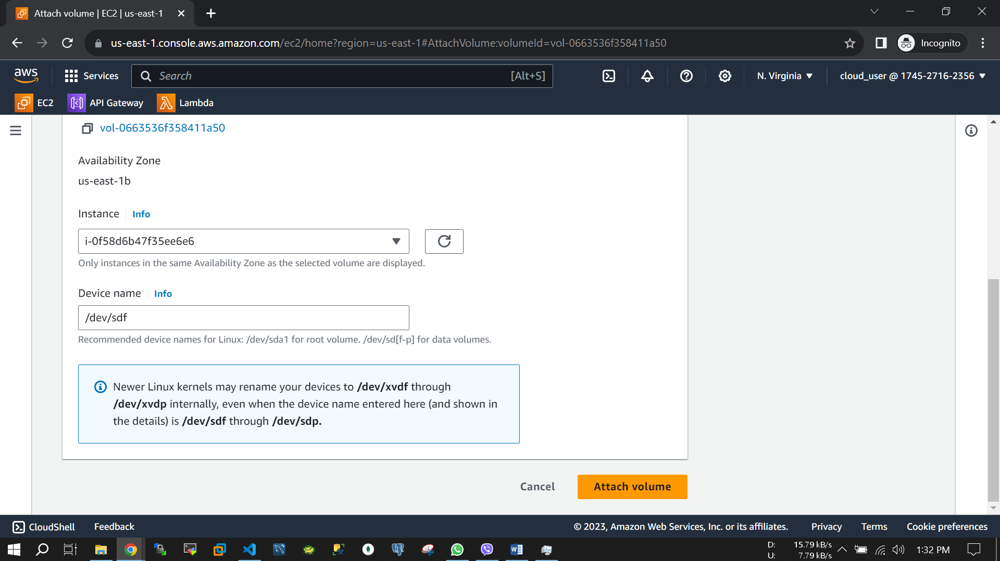 Attach volume | EC2 | us-east-1
us-east-1.console.aws.amazon.com/ec2/home?region=us-east-1#AttachVolume:volumeId=vol-0663536f358411a50
Incognito
aws
Services
Search
[Alt+S]
N. Virginia
cloud_user @ 1745-2716-2356
EC2
API Gateway
Lambda
vol-0663536f358411a50
Availability Zone
us-east-1b
Instance
Info
i-0f58d6b47f35ee6e6
Only instances in the same Availability Zone as the selected volume are displayed.
Device name
Info
/dev/sdf
Recommended device names for Linux: /dev/sda1 for root volume. /dev/sd[f-p] for data volumes.
Newer Linux kernels may rename your devices to /dev/xvdf through
/dev/xvdp internally, even when the device name entered here (and shown in
the details) is /dev/sdf through /dev/sdp.
Cancel
Attach volume
CloudShell
Feedback
© 2023, Amazon Web Services, Inc. or its affiliates.
Privacy
Terms
Cookie preferences
D: 15.79 kB/s
U: 7.79 kB/s
1:32 PM